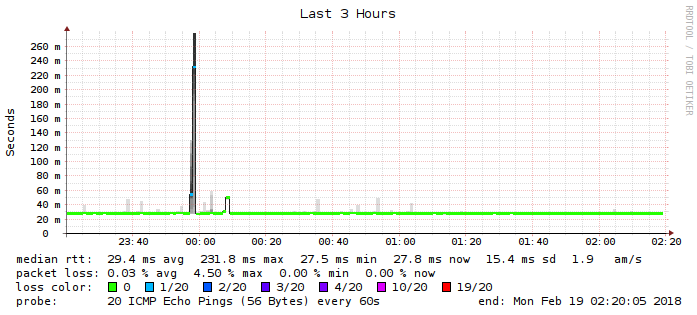 Last 3 Hours
RRDTOOL / TOBI OETIKER
Seconds
260 m
240 m
220 m
200 m
180 m
160 m
140 m
120 m
100 m
80 m
60 m
40 m
20 m
0
23:40 00:00 00:20 00:40 01:00 01:20 01:40 02:00 02:20
median rtt: 29.4 ms avg 231.8 ms max 27.5 ms min 27.8 ms now 15.4 ms sd 1.9 am/s
packet loss: 0.03 % avg 4.50 % max 0.00 % min 0.00 % now
loss color: 0 1/20 2/20 3/20 4/20 10/20 19/20
probe: 20 ICMP Echo Pings (56 Bytes) every 60s end: Mon Feb 19 02:20:05 2018